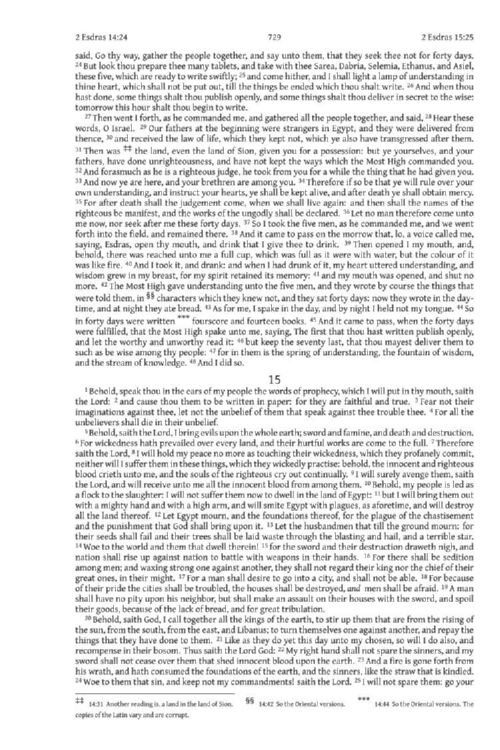 2 Esdras 14:24 729 2 Esdras 15:25
said, Go thy way, gather the people together, and say unto them, that they seek thee not for forty days.
24 But look thou prepare thee many tablets, and take with thee Sarea, Dabria, Selemia, Ethanus, and Asiel,
these five, which are ready to write swiftly; 25 and come hither, and I shall light a lamp of understanding in
thine heart, which shall not be put out, till the things be ended which thou shalt write. 26 And when thou
hast done, some things shalt thou publish openly, and some things shalt thou deliver in secret to the wise:
tomorrow this hour shalt thou begin to write.
27 Then went I forth, as he commanded me, and gathered all the people together, and said, 28 Hear these
words, O Israel. 29 Our fathers at the beginning were strangers in Egypt, and they were delivered from
thence, 30 and received the law of life, which they kept not, which ye also have transgressed after them.
31 Then was ‡‡ the land, even the land of Sion, given you for a possession: but ye yourselves, and your
fathers, have done unrighteousness, and have not kept the ways which the Most High commanded you.
32 And forasmuch as he is a righteous judge, he took from you for a while the thing that he had given you.
33 And now ye are here, and your brethren are among you. 34 Therefore if so be that ye will rule over your
own understanding, and instruct your hearts, ye shall be kept alive, and after death ye shall obtain mercy.
35 For after death shall the judgement come, when we shall live again: and then shall the names of the
righteous be manifest, and the works of the ungodly shall be declared. 36 Let no man therefore come unto
me now, nor seek after me these forty days. 37 So I took the five men, as he commanded me, and we went
forth into the field, and remained there. 38 And it came to pass on the morrow that, lo, a voice called me,
saying, Esdras, open thy mouth, and drink that I give thee to drink. 39 Then opened I my mouth, and,
behold, there was reached unto me a full cup, which was full as it were with water, but the colour of it
was like fire. 40 And I took it, and drank: and when I had drunk of it, my heart uttered understanding, and
wisdom grew in my breast, for my spirit retained its memory: 41 and my mouth was opened, and shut no
more. 42 The Most High gave understanding unto the five men, and they wrote by course the things that
were told them, in §§ characters which they knew not, and they sat forty days: now they wrote in the day-
time, and at night they ate bread. 43 As for me, I spake in the day, and by night I held not my tongue. 44 So
in forty days were written *** fourscore and fourteen books. 45 And it came to pass, when the forty days
were fulfilled, that the Most High spake unto me, saying, The first that thou hast written publish openly,
and let the worthy and unworthy read it: 46 but keep the seventy last, that thou mayest deliver them to
such as be wise among thy people: 47 for in them is the spring of understanding, the fountain of wisdom,
and the stream of knowledge. 48 And I did so.
15
1 Behold, speak thou in the ears of my people the words of prophecy, which I will put in thy mouth, saith
the Lord: 2 and cause thou them to be written in paper: for they are faithful and true. 3 Fear not their
imaginations against thee, let not the unbelief of them that speak against thee trouble thee. 4 For all the
unbelievers shall die in their unbelief.
5 Behold, saith the Lord, I bring evils upon the whole earth; sword and famine, and death and destruction.
6 For wickedness hath prevailed over every land, and their hurtful works are come to the full. 7 Therefore
saith the Lord, 8 I will hold my peace no more as touching their wickedness, which they profanely commit,
neither will I suffer them in these things, which they wickedly practise: behold, the innocent and righteous
blood crieth unto me, and the souls of the righteous cry out continually. 9 I will surely avenge them, saith
the Lord, and will receive unto me all the innocent blood from among them. 10 Behold, my people is led as
a flock to the slaughter: I will not suffer them now to dwell in the land of Egypt: 11 but I will bring them out
with a mighty hand and with a high arm, and will smite Egypt with plagues, as aforetime, and will destroy
all the land thereof. 12 Let Egypt mourn, and the foundations thereof, for the plague of the chastisement
and the punishment that God shall bring upon it. 13 Let the husbandmen that till the ground mourn: for
their seeds shall fail and their trees shall be laid waste through the blasting and hail, and a terrible star.
14 Woe to the world and them that dwell therein! 15 for the sword and their destruction draweth nigh, and
nation shall rise up against nation to battle with weapons in their hands. 16 For there shall be sedition
among men; and waxing strong one against another, they shall not regard their king nor the chief of their
great ones, in their might. 17 For a man shall desire to go into a city, and shall not be able. 18 For because
of their pride the cities shall be troubled, the houses shall be destroyed, and men shall be afraid. 19 A man
shall have no pity upon his neighbor, but shall make an assault on their houses with the sword, and spoil
their goods, because of the lack of bread, and for great tribulation.
20 Behold, saith God, I call together all the kings of the earth, to stir up them that are from the rising of
the sun, from the south, from the east, and Libanus; to turn themselves one against another, and repay the
things that they have done to them. 21 Like as they do yet this day unto my chosen, so will I do also, and
recompense in their bosom. Thus saith the Lord God: 22 My right hand shall not spare the sinners, and my
sword shall not cease over them that shed innocent blood upon the earth. 23 And a fire is gone forth from
his wrath, and hath consumed the foundations of the earth, and the sinners, like the straw that is kindled.
24 Woe to them that sin, and keep not my commandments! saith the Lord. 25 I will not spare them: go your
‡‡ 14:31 Another reading is, a land in the land of Sion. §§ 14:42 So the Oriental versions. *** 14:44 So the Oriental versions. The
copies of the Latin vary and are corrupt.